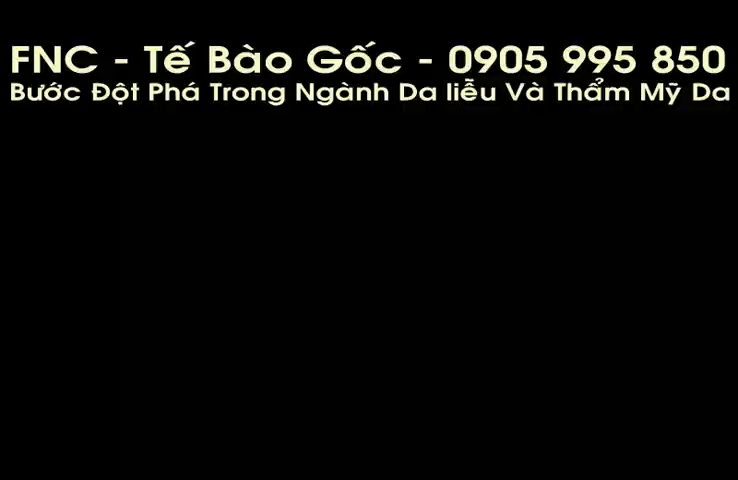 FNC - Tế Bào Gốc - 0905 995 850
Bước Đột Phá Trong Ngành Da liễu Và Thẩm Mỹ Da